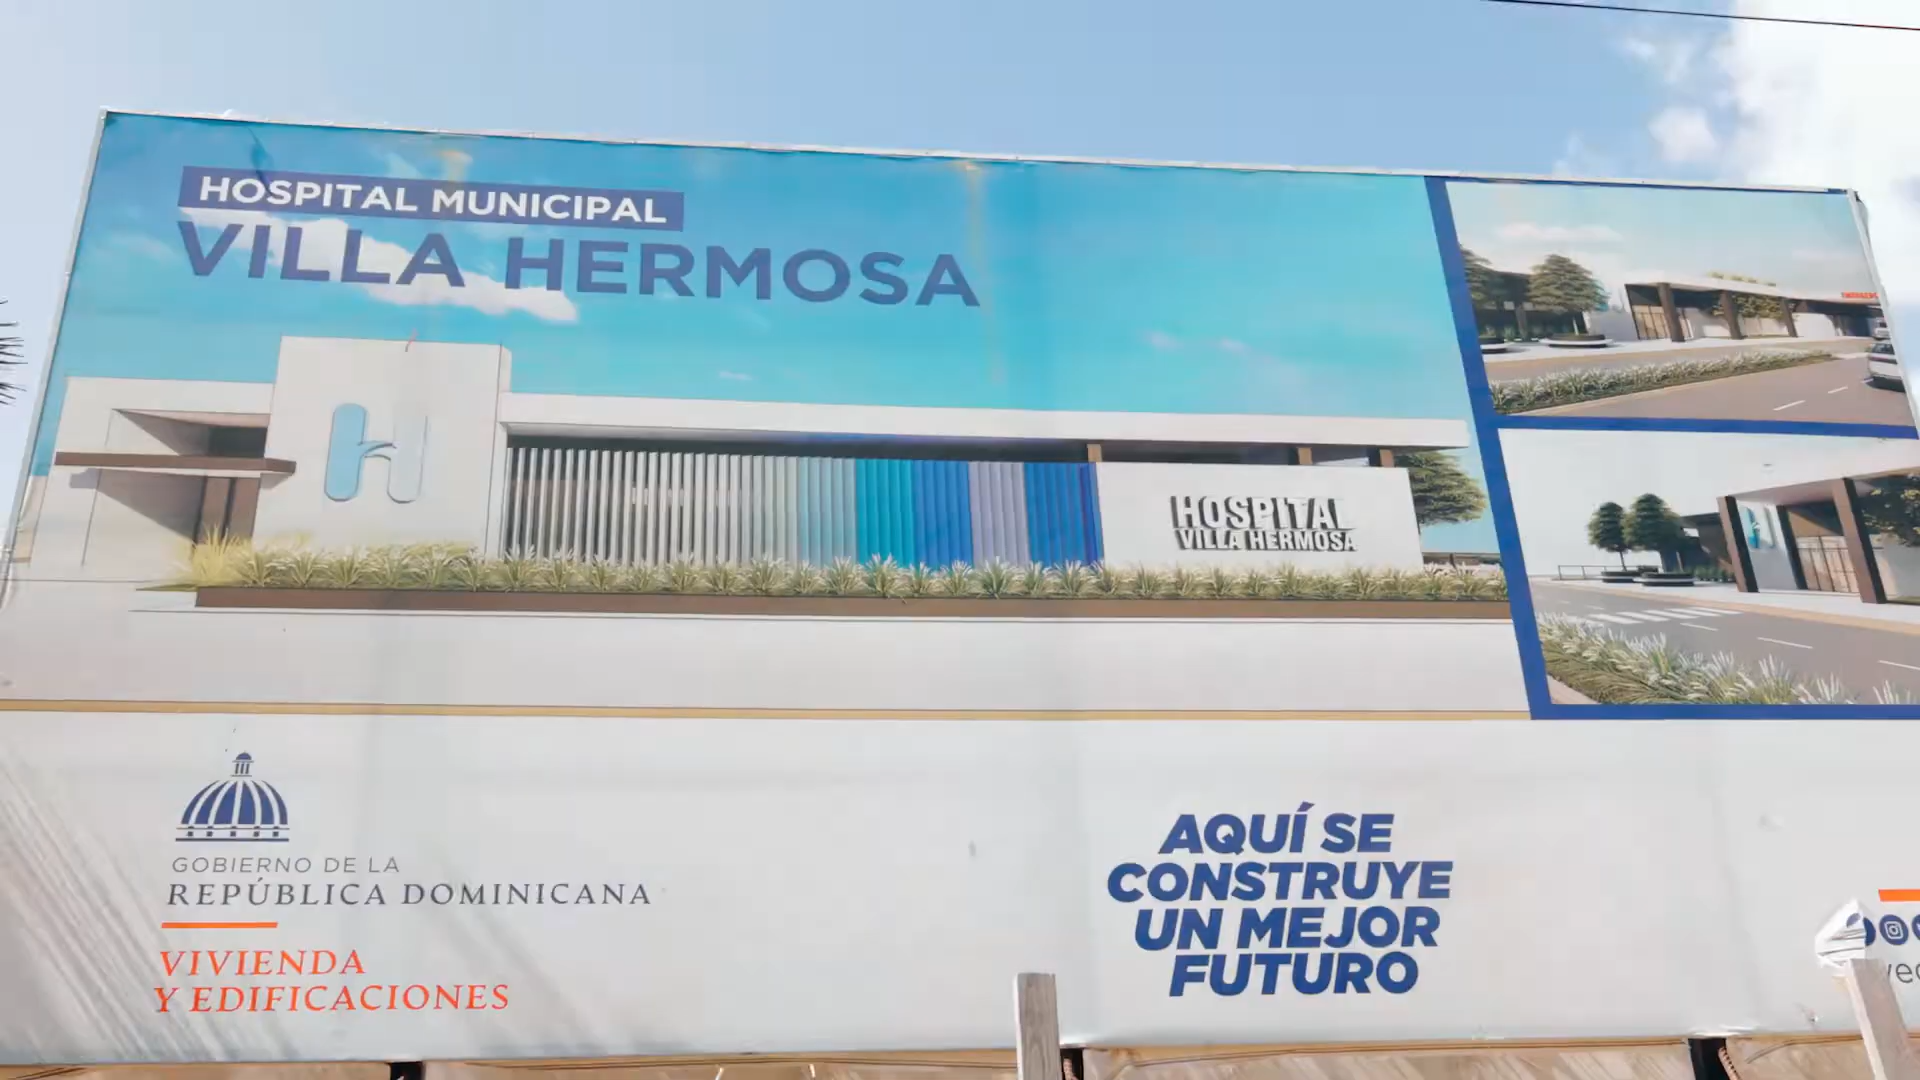 HOSPITAL MUNICIPAL
VILLA HERMOSA
HOSPITAL
VILLA HERMOSA
GOBIERNO DE LA
REPÚBLICA DOMINICANA
VIVIENDA
Y EDIFICACIONES
AQUÍ SE
CONSTRUYE
UN MEJOR
FUTURO